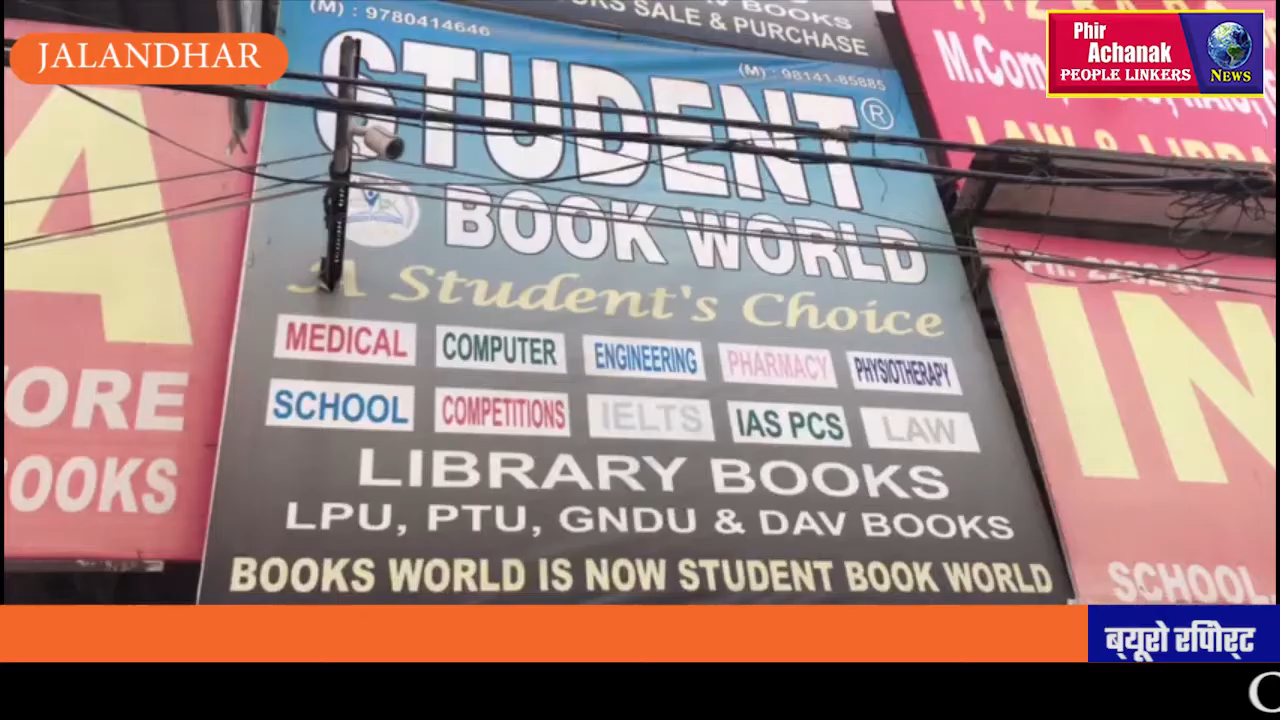 (M) : 9780414646
BOOKS
SALE & PURCHASE
JALANDHAR
Phir
Achanak
PEOPLE LINKERS
News
M.Com
(M) : 98141-85885
STUDENT®
BOOK WORLD
A Student's Choice
MEDICAL COMPUTER ENGINEERING PHARMACY PHYSIOTHERAPY
SCHOOL COMPETITIONS IELTS IAS PCS LAW
LIBRARY BOOKS
LPU, PTU, GNDU & DAV BOOKS
BOOKS WORLD IS NOW STUDENT BOOK WORLD
A
ORE
OOKS
LAW &
IN
SCHOOL
ब्यूरो रिपोर्ट